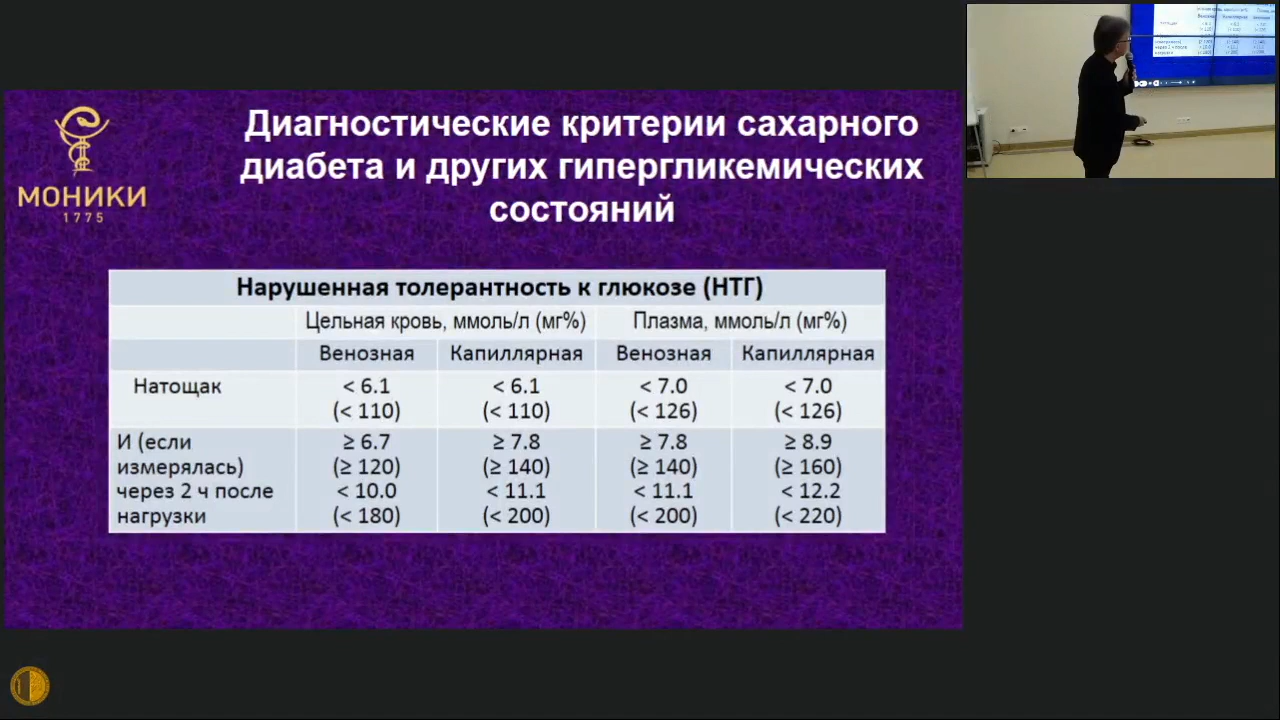 Диагностические критерии сахарного
диабета и других гипергликемических
состояний
МОНИКИ
1775
Нарушенная толерантность к глюкозе (НТГ)
Цельная кровь, ммоль/л (мг%) Плазма, ммоль/л (мг%)
Венозная Капиллярная Венозная Капиллярная
Натощак < 6.1 < 6.1 < 7.0 < 7.0
(< 110) (< 110) (< 126) (< 126)
И (если ≥ 6.7 ≥ 7.8 ≥ 7.8 ≥ 8.9
измерялась) (≥ 120) (≥ 140) (≥ 140) (≥ 160)
через 2 ч после < 10.0 < 11.1 < 11.1 < 12.2
нагрузки (< 180) (< 200) (< 200) (< 220)